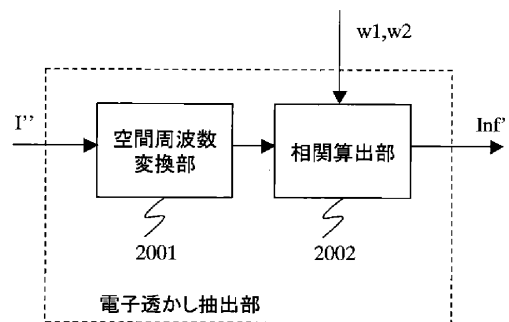 w1,w2
I''
空間周波数
変換部
相関算出部
Inf'
2001
2002
電子透かし抽出部